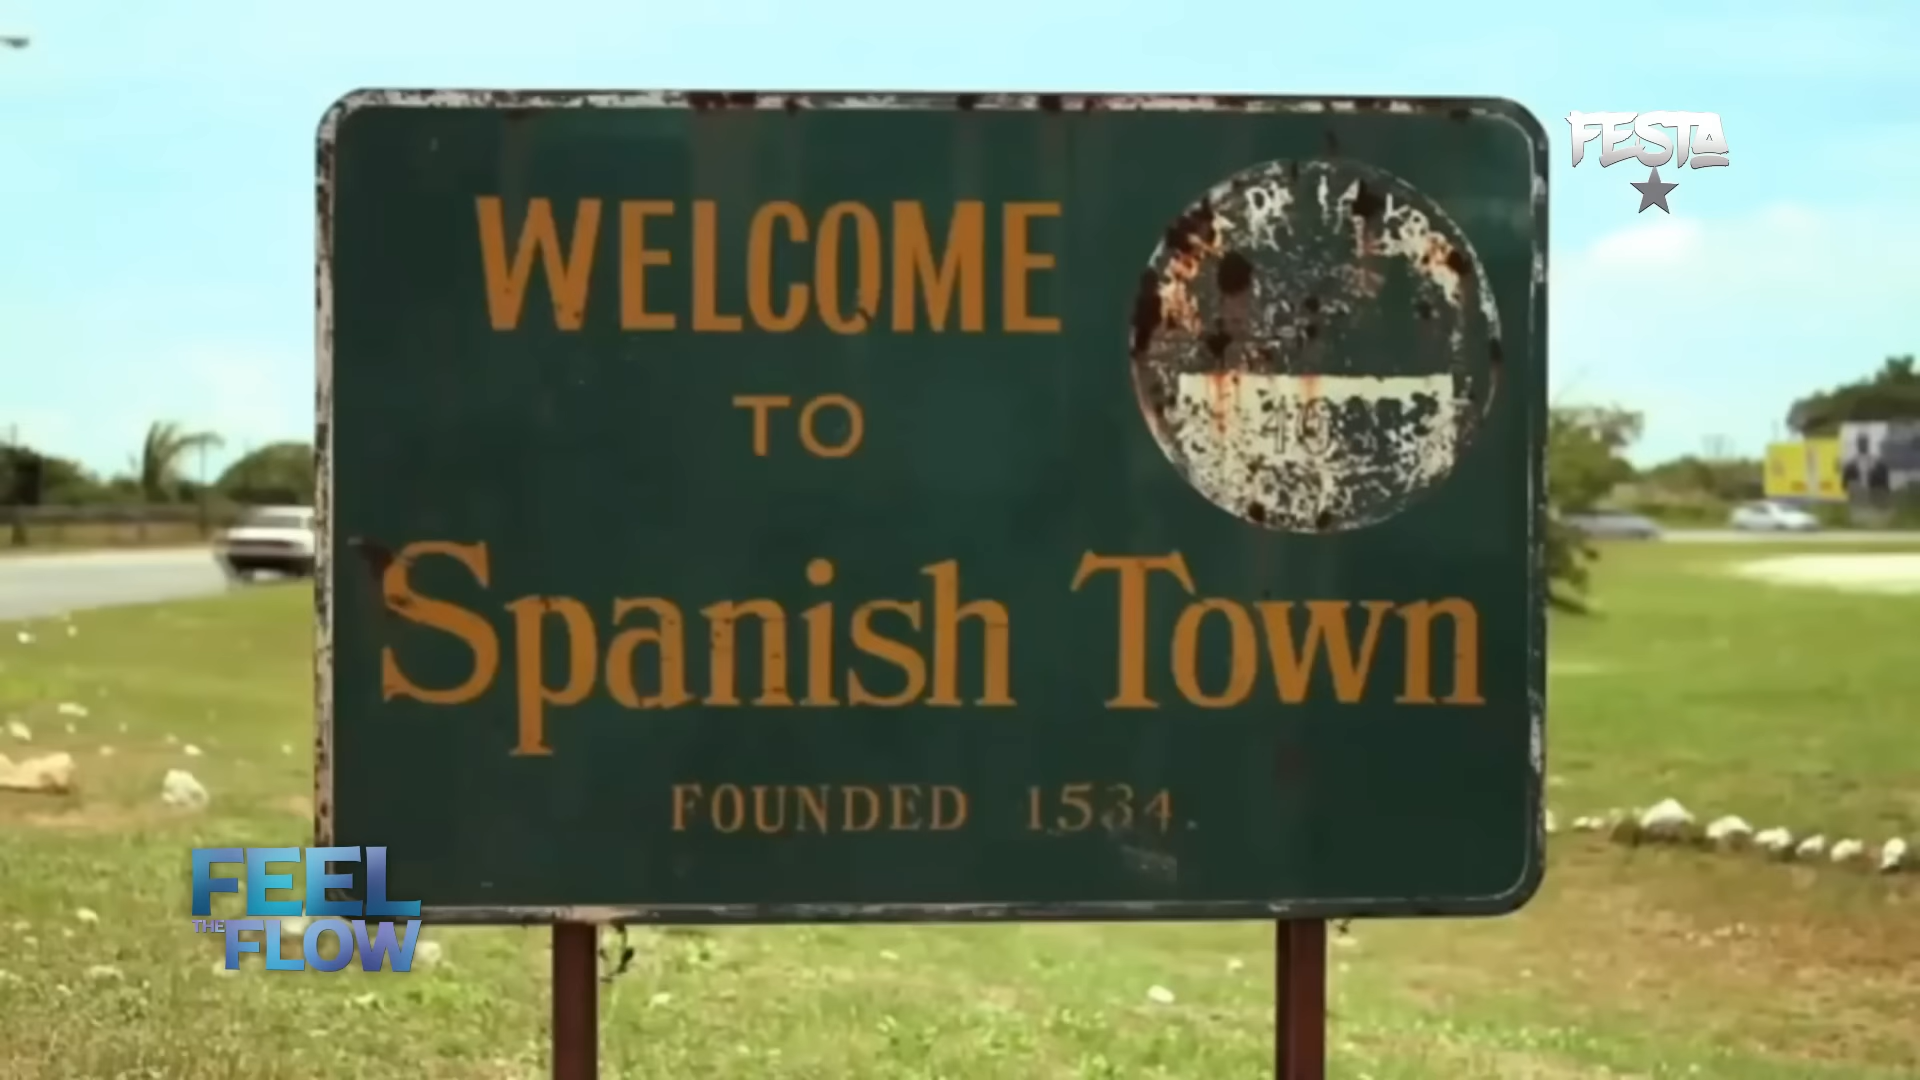 WELCOME
TO
Spanish Town
FOUNDED 1534.
FESTA
FEEL
THE FLOW